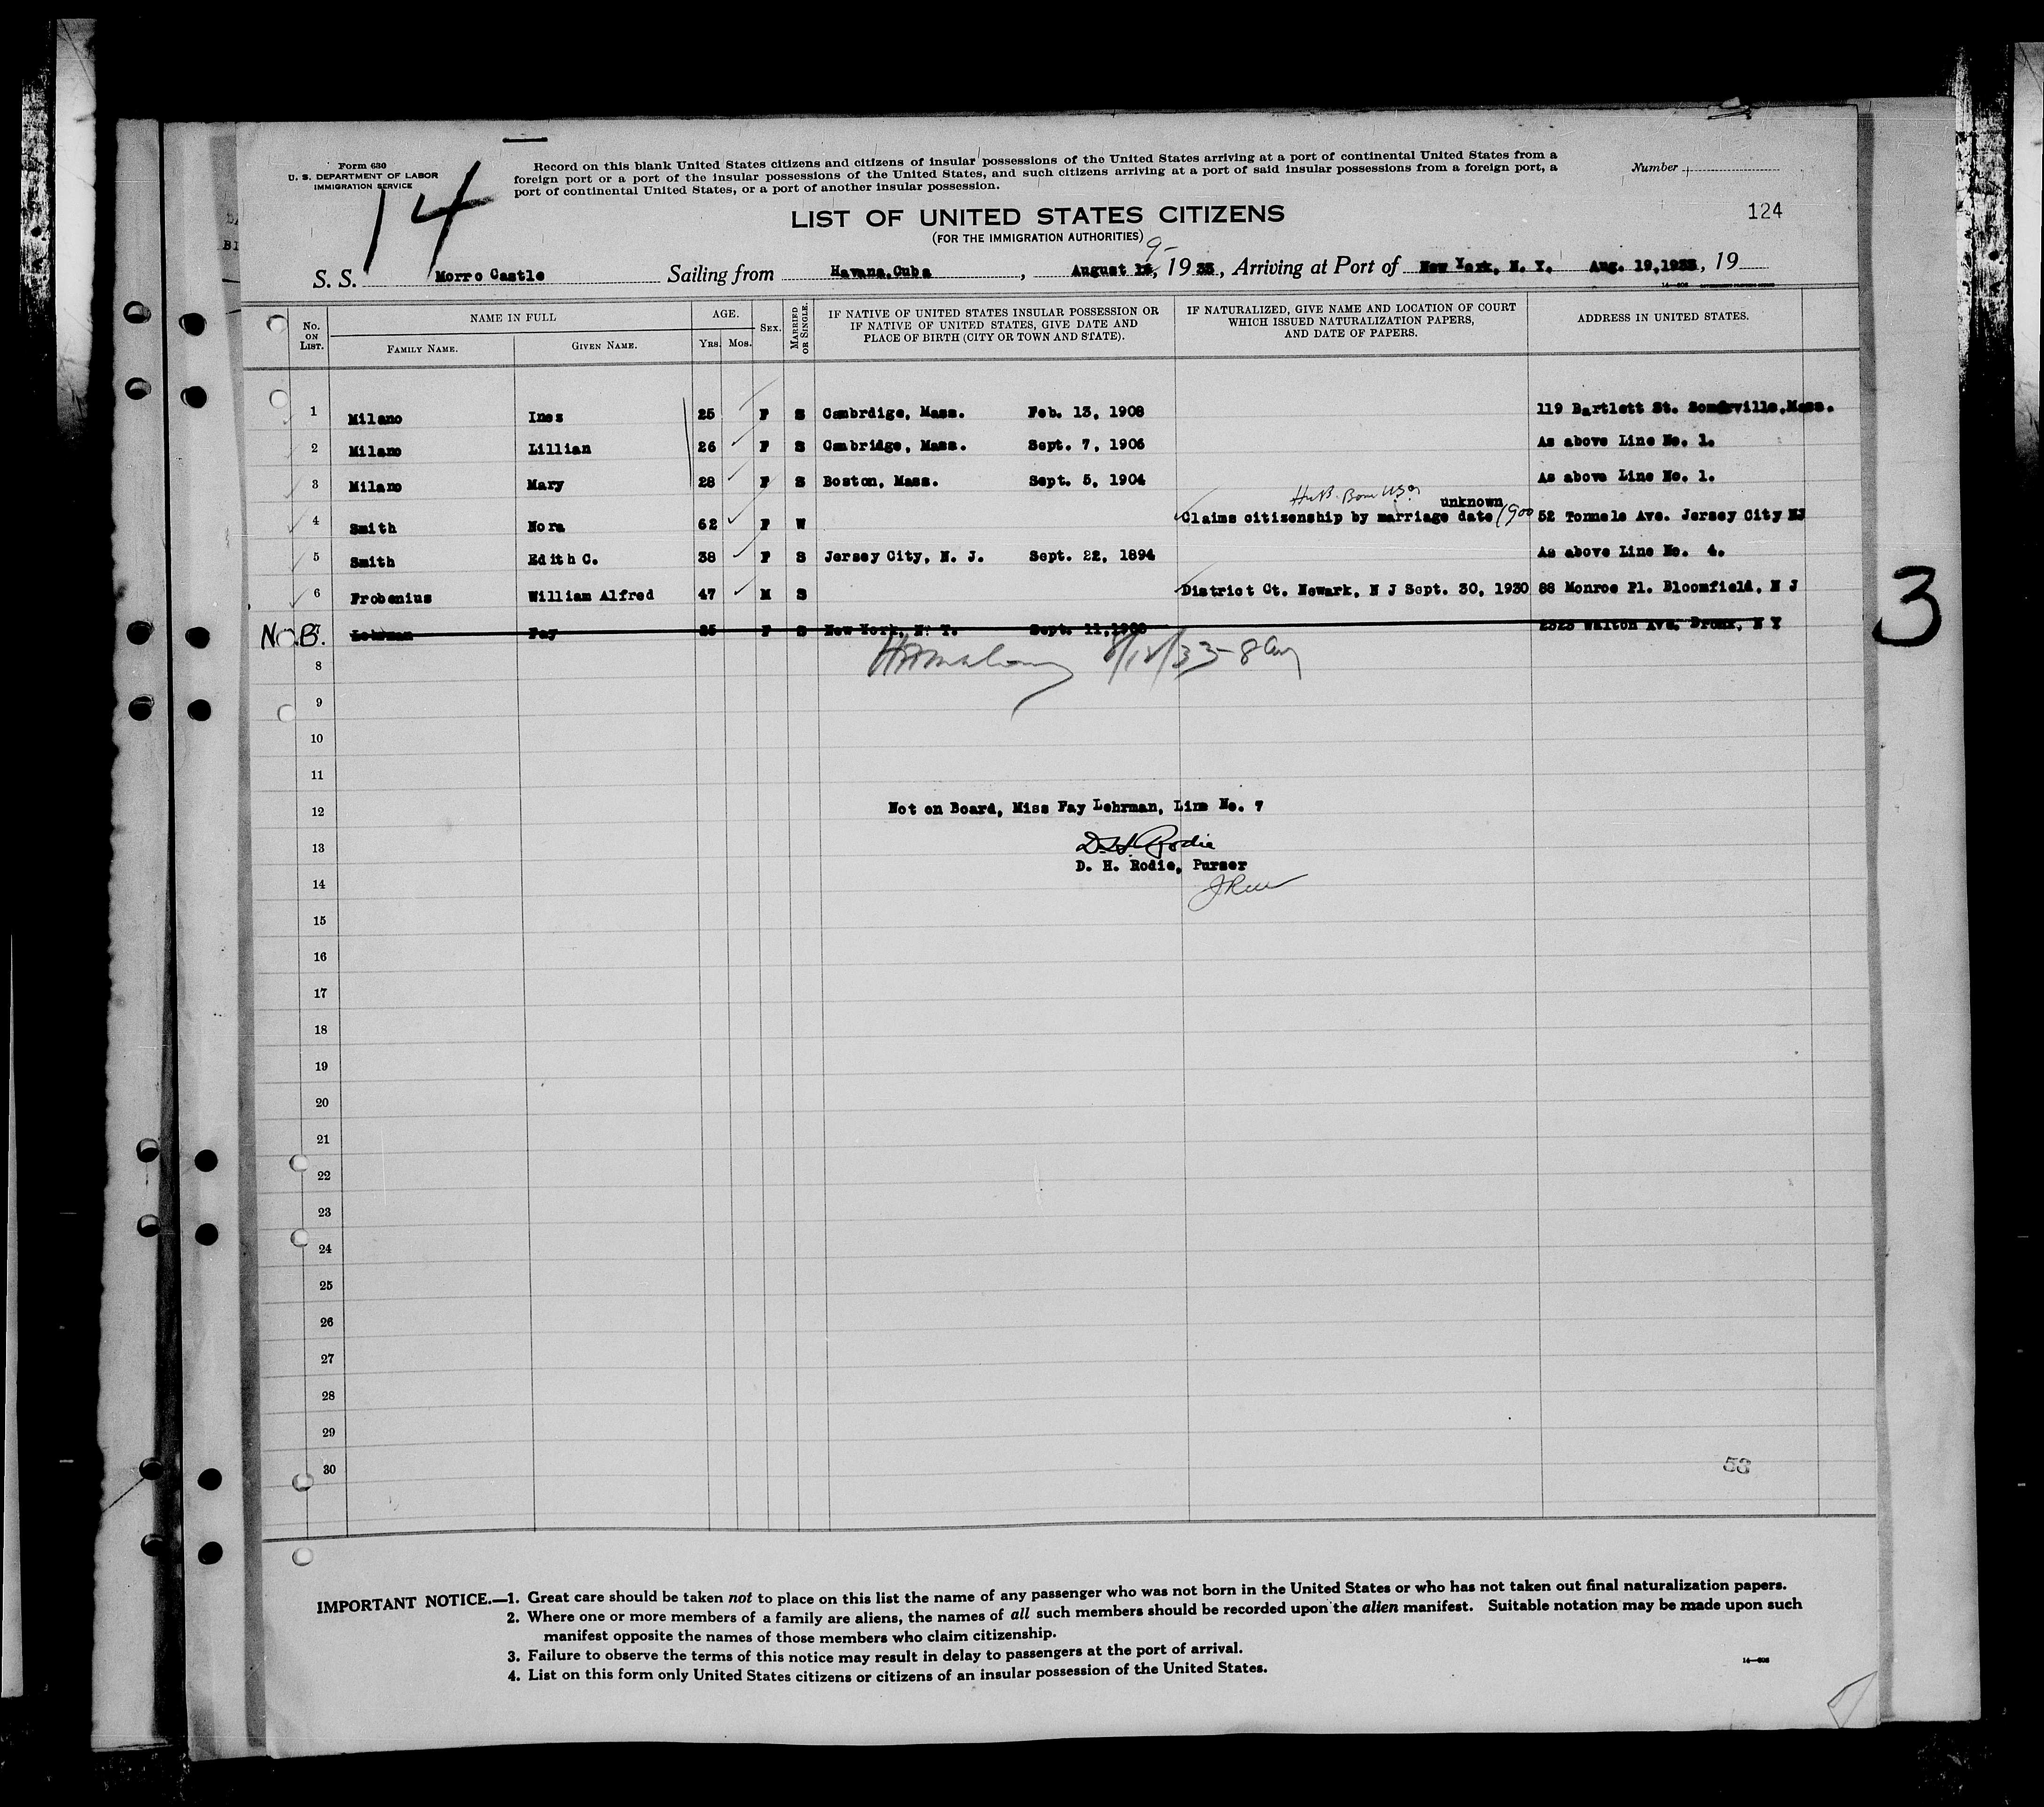 Form 630
U. S. DEPARTMENT OF LABOR
IMMIGRATION SERVICE
14
Record on this blank United States citizens and citizens of insular possessions of the United States arriving at a port of continental United States from a
foreign port or a port of the insular possessions of the United States, and such citizens arriving at a port of said insular possessions from a foreign port, a
port of continental United States, or a port of another insular possession.
Number
LIST OF UNITED STATES CITIZENS
124
(FOR THE IMMIGRATION AUTHORITIES)
S. S. Morro Castle Sailing from Havana, Cuba, August 1933, Arriving at Port of New York, N. Y. Aug. 19, 1933, 19
No. ON LIST. NAME IN FULL FAMILY NAME. GIVEN NAME. AGE. YRS. MOS. SEX. MARRIED OR SINGLE. IF NATIVE OF UNITED STATES INSULAR POSSESSION OR IF NATIVE OF UNITED STATES, GIVE DATE AND PLACE OF BIRTH (CITY OR TOWN AND STATE). IF NATURALIZED, GIVE NAME AND LOCATION OF COURT WHICH ISSUED NATURALIZATION PAPERS, AND DATE OF PAPERS. ADDRESS IN UNITED STATES.
1 Milano Ines 25 F S Cambrdige, Mass. Feb. 13, 1908 119 Bartlett St. Somerville, Mass.
2 Milano Lillian 26 F S Cambridge, Mass. Sept. 7, 1906 As above Line No. 1.
3 Milano Mary 28 F S Boston, Mass. Sept. 5, 1904 As above Line No. 1.
unknown
4 Smith Nora 62 F W Claims citizenship by marriage date 1900 52 Tonnele Ave. Jersey City NJ
5 Smith Edith C. 38 F S Jersey City, N. J. Sept. 22, 1894 As above Line No. 4.
6 Frobenius William Alfred 47 M S District Ct. Newark, N J Sept. 30, 1930 88 Monroe Pl. Bloomfield, N J
3
N.O.B. Lehrman Fay 25 F S New York, N. Y. Sept. 11, 1908 2323 Walton Ave. Bronx, N Y
8
9
10
11
12 Not on Board, Miss Fay Lehrman, Line No. 7
13 D. H. Rodie
D. H. Rodie, Purser
14
15
16
17
18
19
20
21
22
23
24
25
26
27
28
29
30
53
IMPORTANT NOTICE.—1. Great care should be taken not to place on this list the name of any passenger who was not born in the United States or who has not taken out final naturalization papers.
2. Where one or more members of a family are aliens, the names of all such members should be recorded upon the alien manifest. Suitable notation may be made upon such
manifest opposite the names of those members who claim citizenship.
3. Failure to observe the terms of this notice may result in delay to passengers at the port of arrival.
4. List on this form only United States citizens or citizens of an insular possession of the United States.